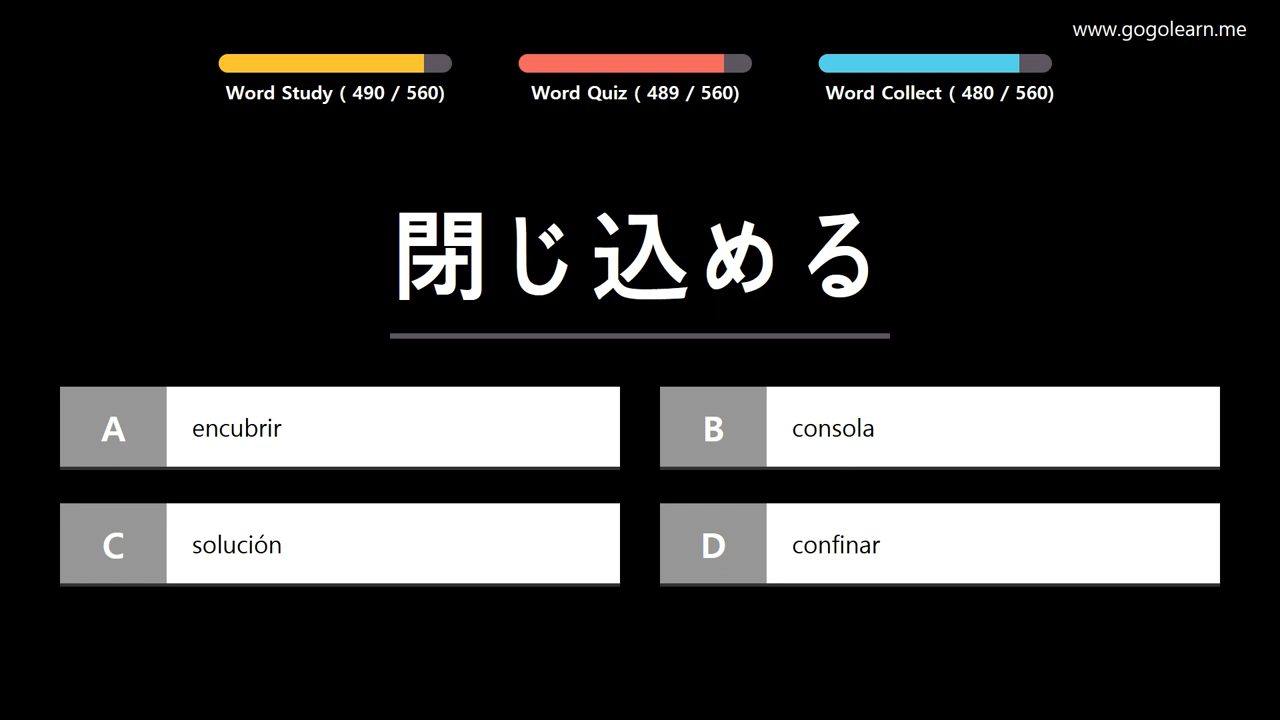 www.gogolearn.me
Word Study ( 490 / 560)
Word Quiz ( 489 / 560)
Word Collect ( 480 / 560)
閉じ込める
A encubrir
B consola
C solución
D confinar